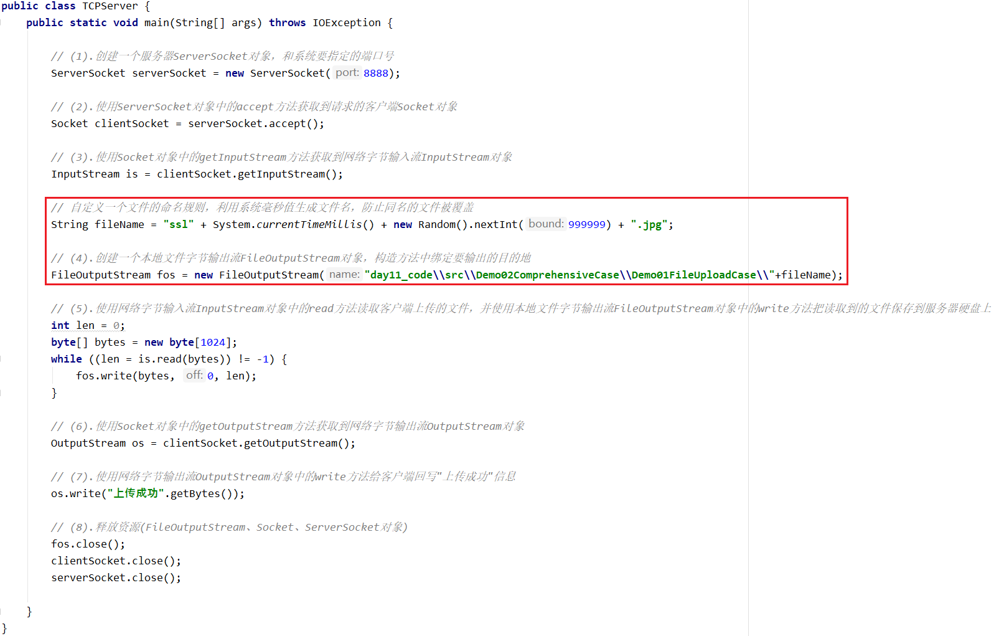 public class TCPServer {
public static void main(String[] args) throws IOException {
// (1).创建一个服务器ServerSocket对象，和系统要指定的端口号
ServerSocket serverSocket = new ServerSocket( port: 8888);
// (2).使用ServerSocket对象中的accept方法获取到请求的客户端Socket对象
Socket clientSocket = serverSocket.accept();
// (3).使用Socket对象中的getInputStream方法获取到网络字节输入流InputStream对象
InputStream is = clientSocket.getInputStream();
// 自定义一个文件的命名规则，利用系统毫秒值生成文件名，防止同名的文件被覆盖
String fileName = "ssl" + System.currentTimeMillis() + new Random().nextInt( bound: 999999) + ".jpg";
// (4).创建一个本地文件字节输出流FileOutputStream对象，构造方法中绑定要输出的目的地
FileOutputStream fos = new FileOutputStream( name: "day11_code\\src\\Demo02ComprehensiveCase\\Demo01FileUploadCase\\"+fileName);
// (5).使用网络字节输入流InputStream对象中的read方法读取客户端上传的文件，并使用本地文件字节输出流FileOutputStream对象中的write方法把读取到的文件保存到服务器硬盘上
int len = 0;
byte[] bytes = new byte[1024];
while ((len = is.read(bytes)) != -1) {
fos.write(bytes, off: 0, len);
}
// (6).使用Socket对象中的getOutputStream方法获取到网络字节输出流OutputStream对象
OutputStream os = clientSocket.getOutputStream();
// (7).使用网络字节输出流OutputStream对象中的write方法给客户端回写"上传成功"信息
os.write("上传成功".getBytes());
// (8).释放资源(FileOutputStream、Socket、ServerSocket对象)
fos.close();
clientSocket.close();
serverSocket.close();
}
}